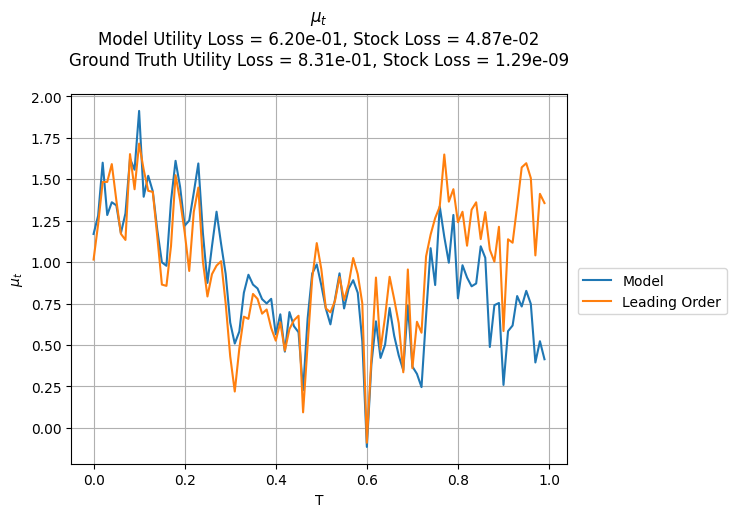 μt
Model Utility Loss = 6.20e-01, Stock Loss = 4.87e-02
Ground Truth Utility Loss = 8.31e-01, Stock Loss = 1.29e-09
2.00
1.75
1.50
1.25
1.00
0.75
0.50
0.25
0.00
μt
0.0 0.2 0.4 0.6 0.8 1.0
T
Model
Leading Order